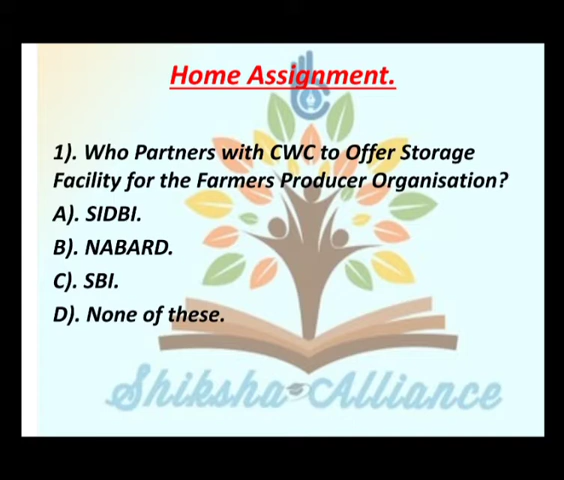 Home Assignment.
1). Who Partners with CWC to Offer Storage
Facility for the Farmers Producer Organisation?
A). SIDBI.
B). NABARD.
C). SBI.
D). None of these.
Shiksha Alliance